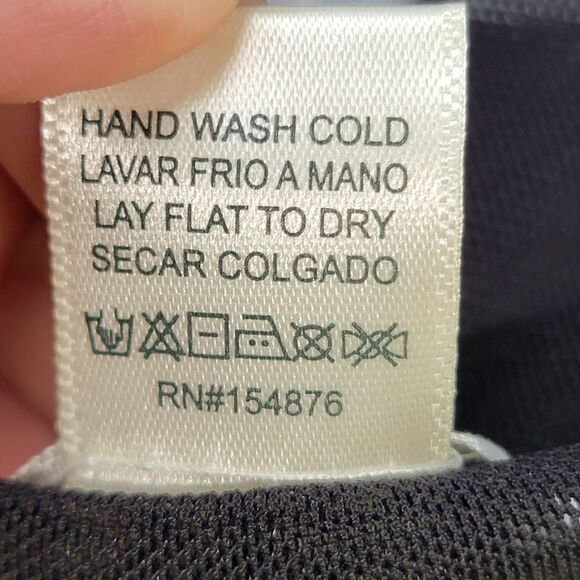 HAND WASH COLD
LAVAR FRIO A MANO
LAY FLAT TO DRY
SECAR COLGADO
RN#154876